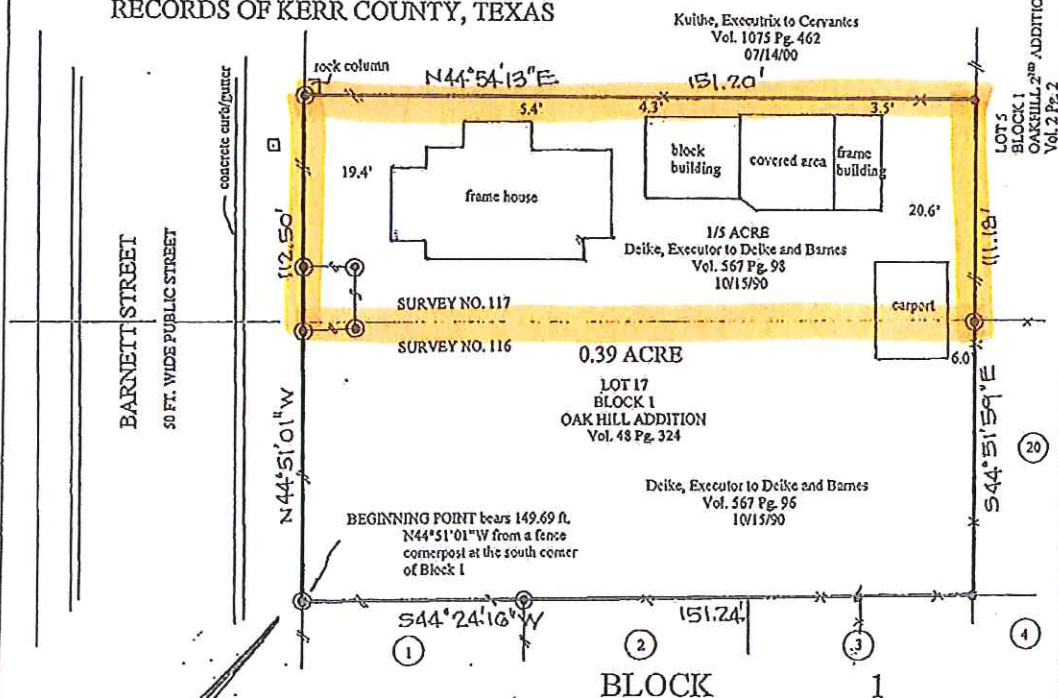 RECORDS OF KERR COUNTY, TEXAS
Kuithe, Executrix to Cervantes
Vol. 1075 Pg. 462
07/14/00
rock column
N44°54'13"E
151.20'
5.4'
4.3'
3.5'
LOT 5
BLOCK 1
OAKHILL 2ND ADDITION
Vol. 2 Pg. 2
concrete curb/gutter
19.4'
frame house
block
building
covered area
frame
building
20.6'
112.50'
111.18'
1/5 ACRE
Deike, Executor to Deike and Barnes
Vol. 567 Pg. 98
10/15/90
BARNETT STREET
50 FT. WIDE PUBLIC STREET
carport
SURVEY NO. 117
SURVEY NO. 116
0.39 ACRE
6.0'
LOT 17
BLOCK 1
OAK HILL ADDITION
Vol. 48 Pg. 324
N44°51'01"W
S44°51'59"E
20
Deike, Executor to Deike and Barnes
Vol. 567 Pg. 96
10/15/90
BEGINNING POINT bears 149.69 ft.
N44°51'01"W from a fence
cornerpost at the south corner
of Block 1
S44°24'16"W
151.24'
1
2
3
4
BLOCK 1